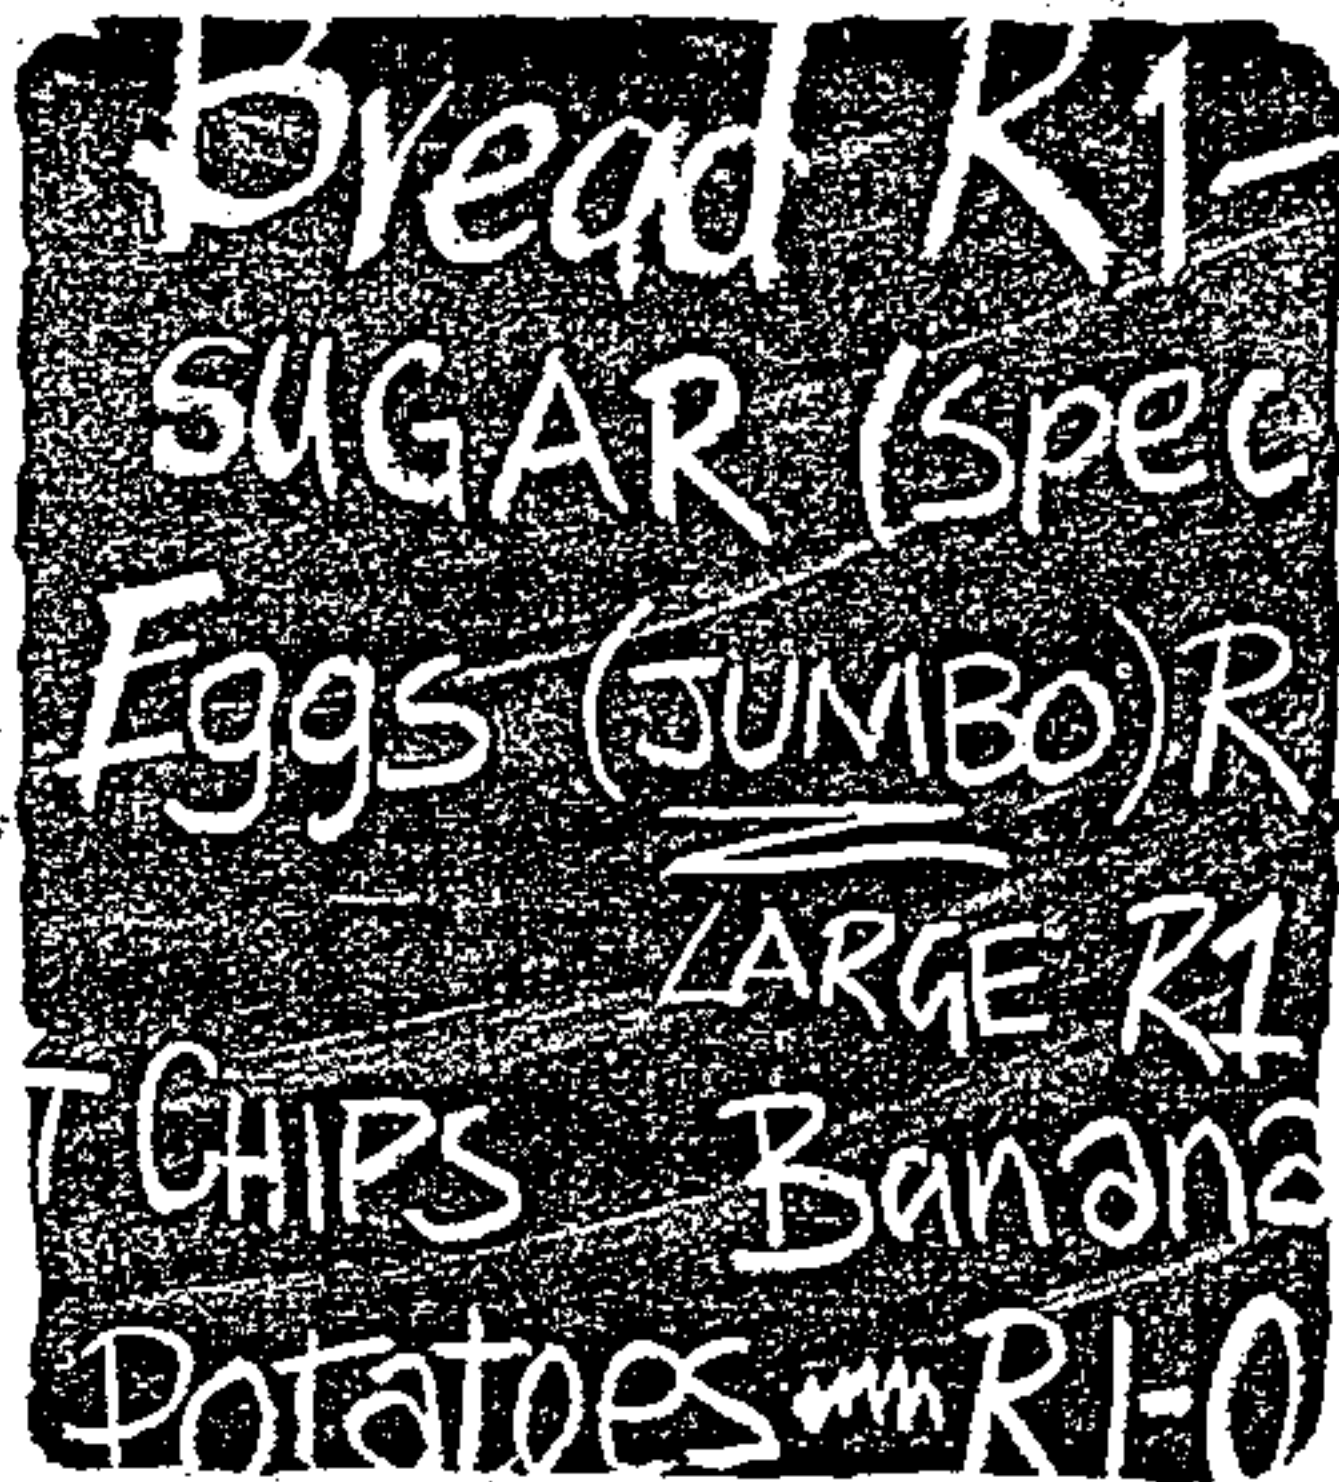 Bread R1-
SUGAR (Spec
Eggs (JUMBO) R
LARGE R1
T CHIPS Banana
Potatoes R1-0